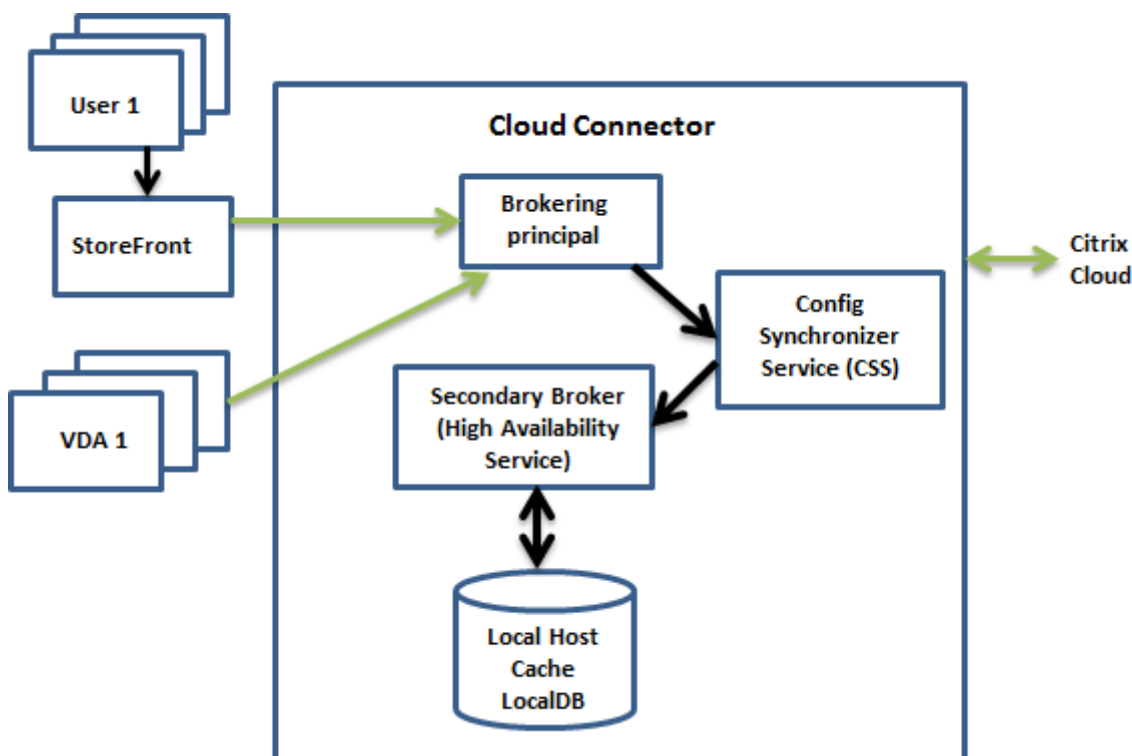 User 1
Cloud Connector
StoreFront
Brokering
principal
Citrix
Cloud
Config
Synchronizer
Service (CSS)
Secondary Broker
(High Availability
Service)
VDA 1
Local Host
Cache
LocalDB